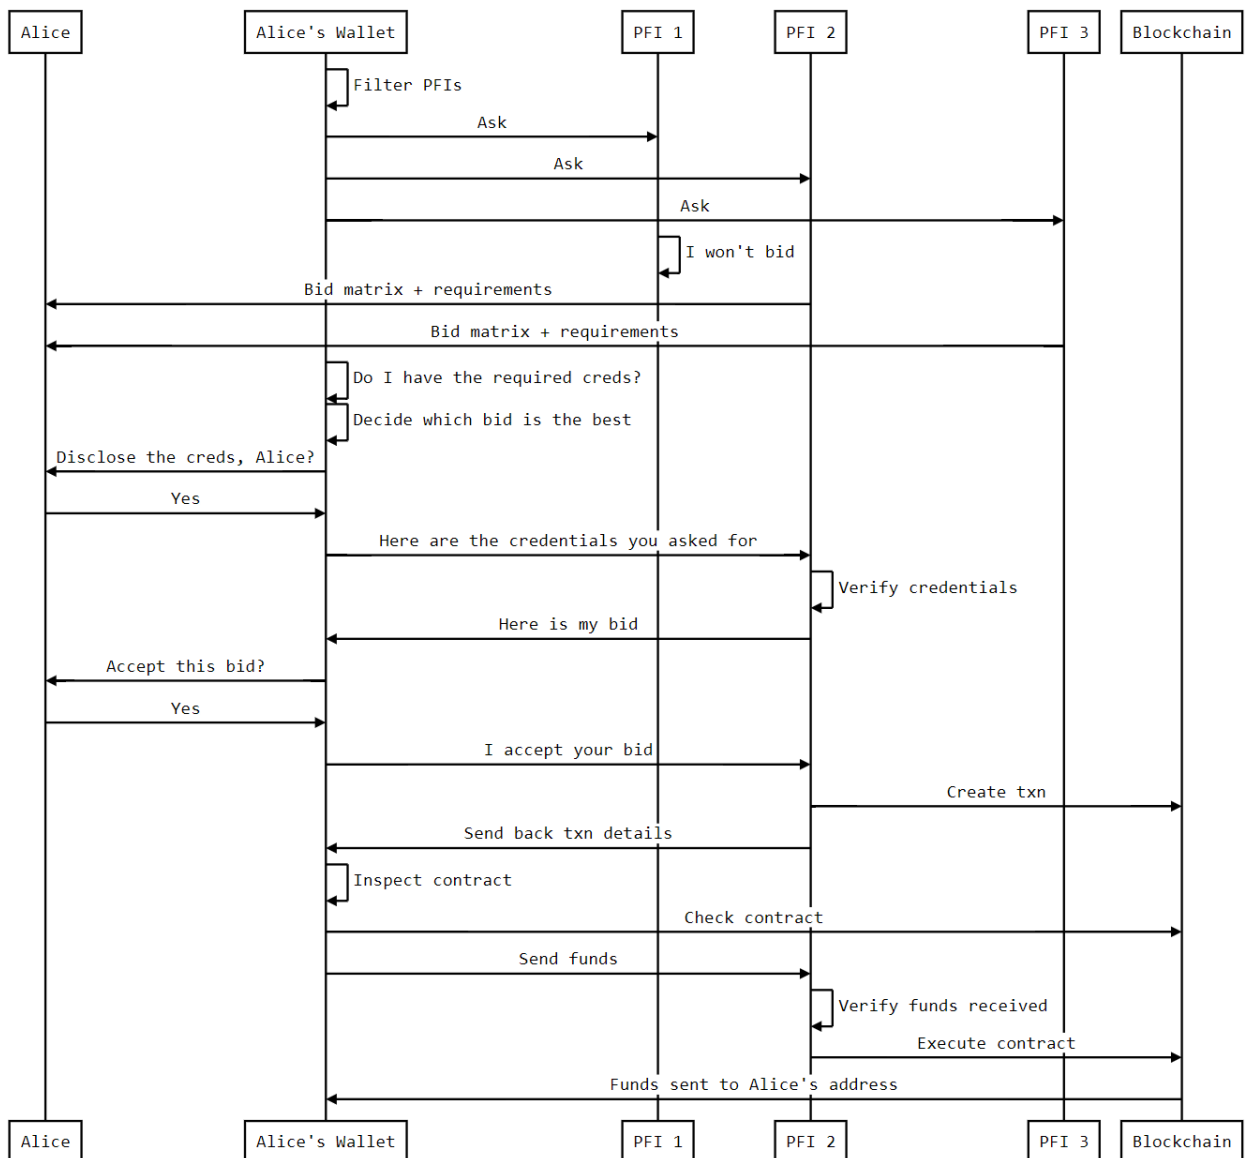 Alice
Alice's Wallet
PFI 1
PFI 2
PFI 3
Blockchain
Filter PFIs
Ask
Ask
Ask
I won't bid
Bid matrix + requirements
Bid matrix + requirements
Do I have the required creds?
Decide which bid is the best
Disclose the creds, Alice?
Yes
Here are the credentials you asked for
Verify credentials
Here is my bid
Accept this bid?
Yes
I accept your bid
Create txn
Send back txn details
Inspect contract
Check contract
Send funds
Verify funds received
Execute contract
Funds sent to Alice's address
Alice
Alice's Wallet
PFI 1
PFI 2
PFI 3
Blockchain